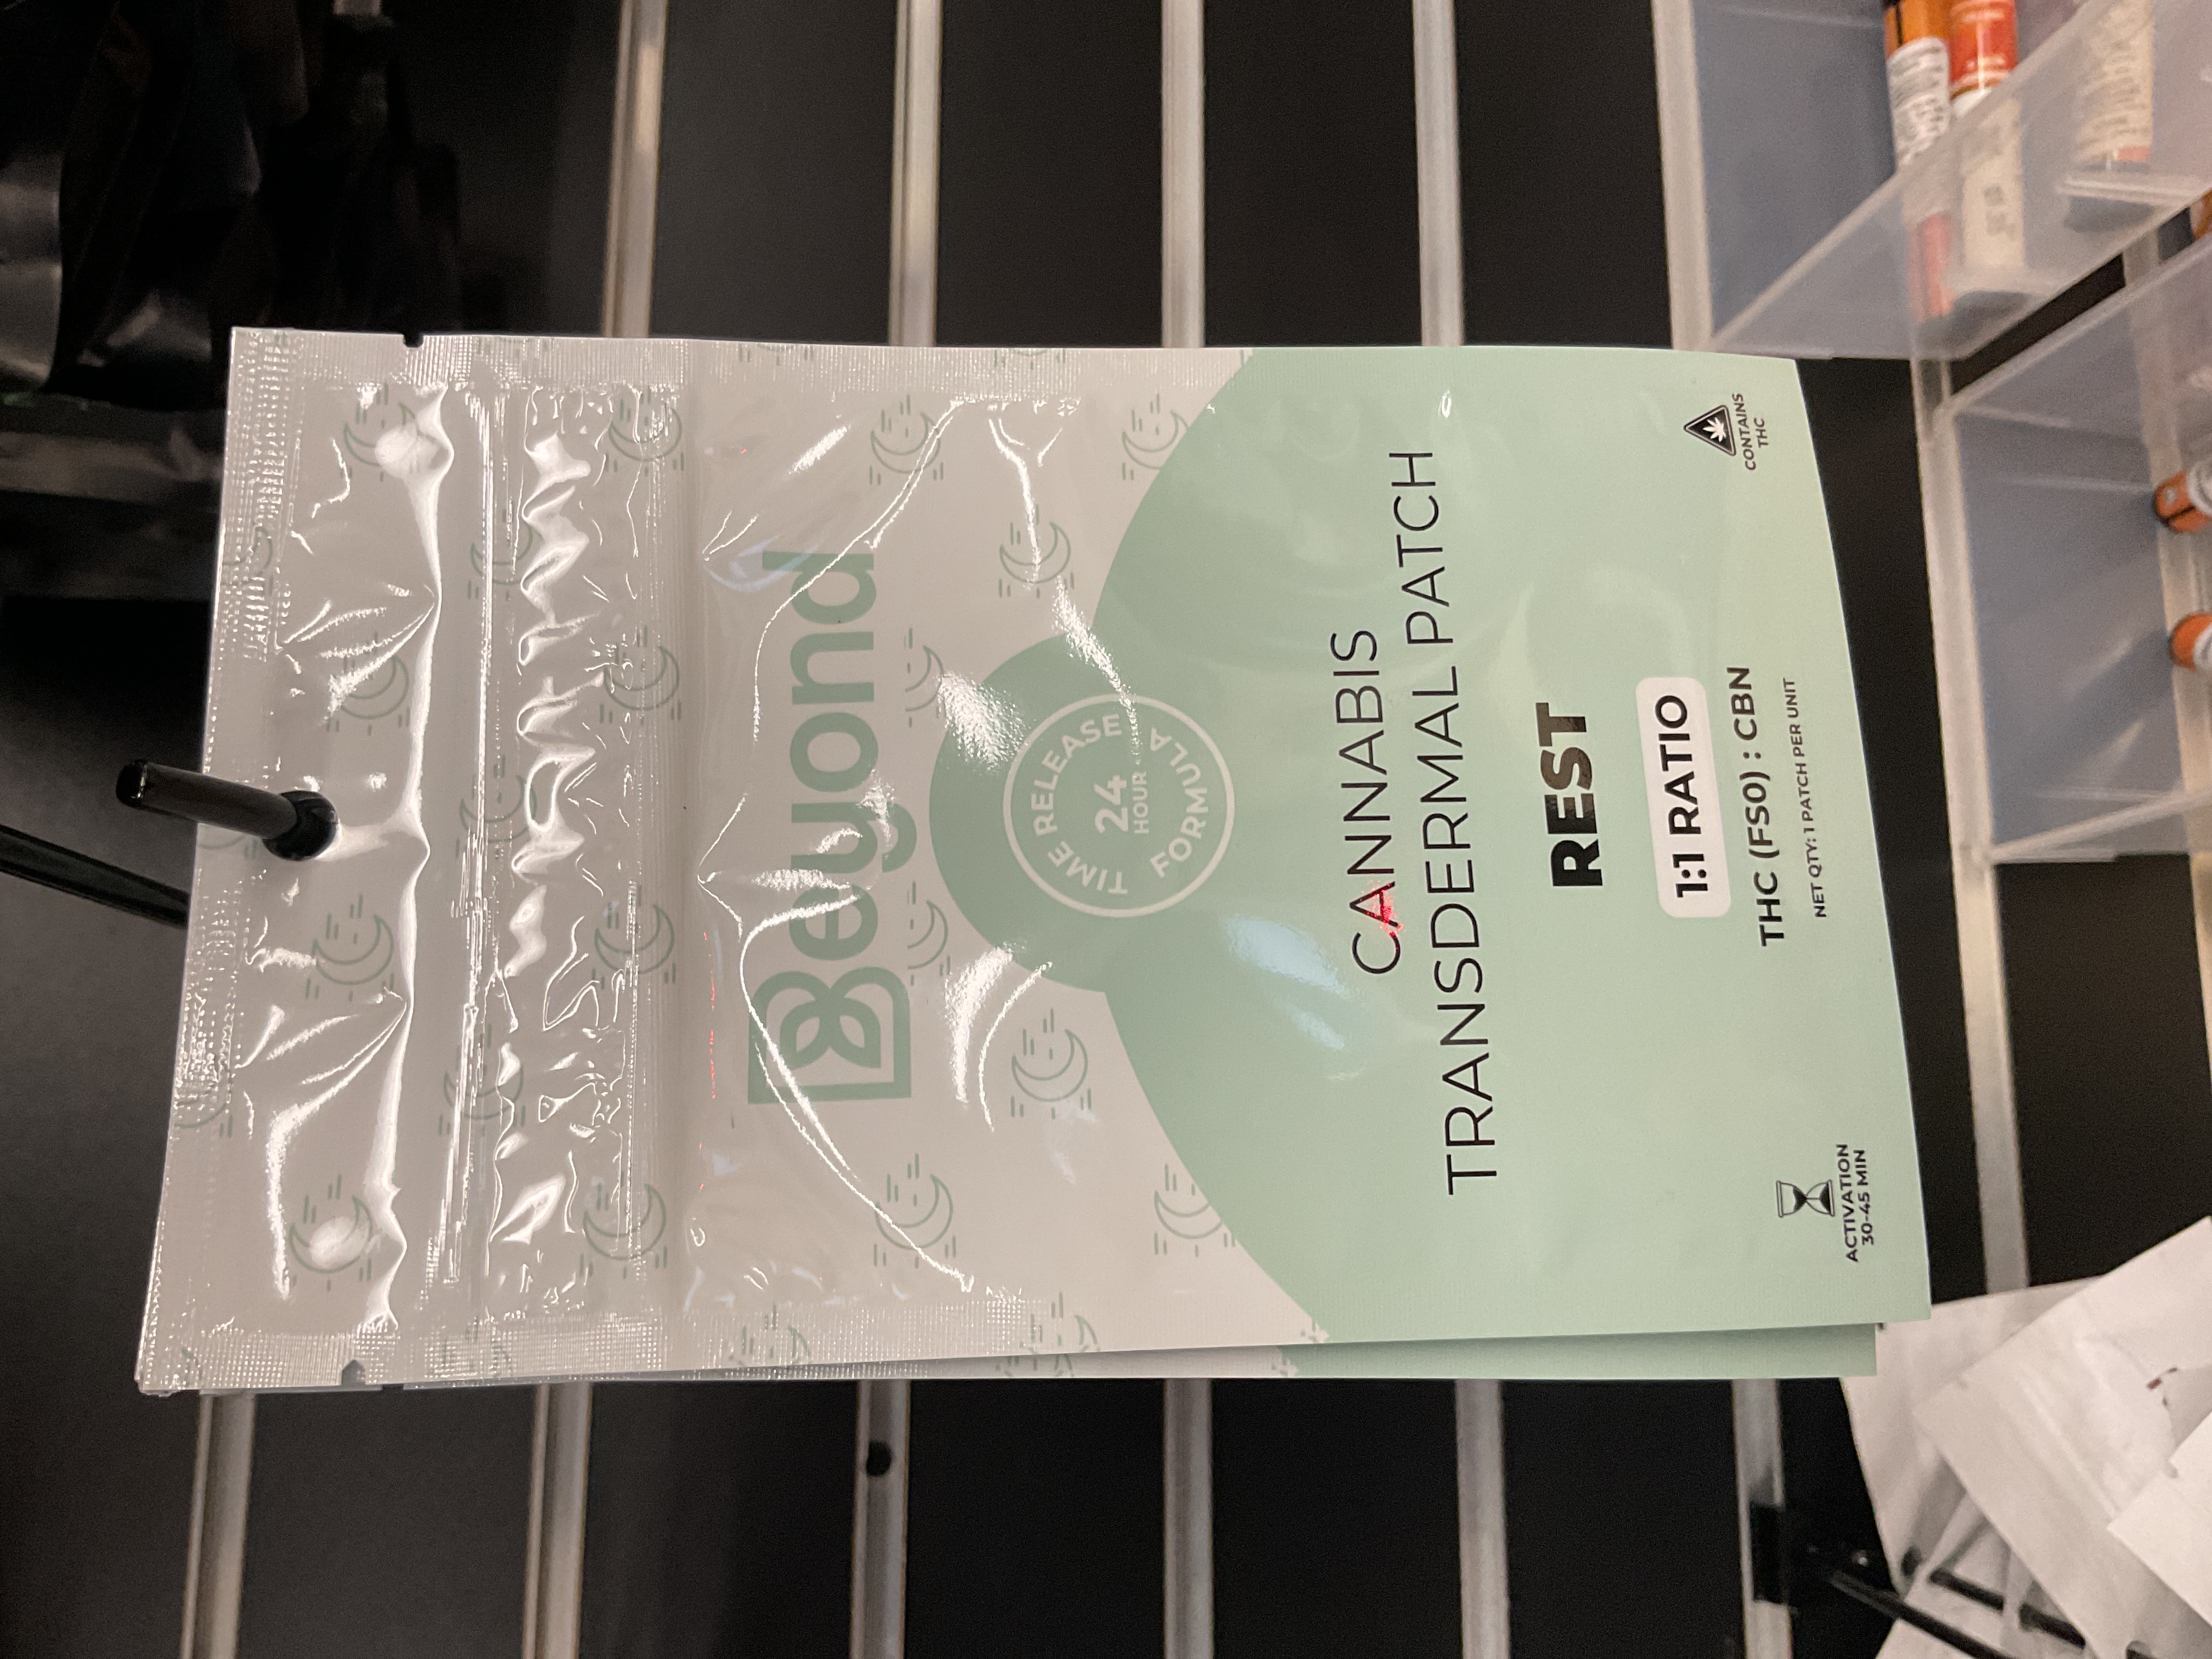 Beyond
TIME RELEASE
24
HOUR
FORMULA
CANNABIS
TRANSDERMAL PATCH
REST
1:1 RATIO
THC (FSO) : CBN
NET QTY: 1 PATCH PER UNIT
ACTIVATION
30-45 MIN
CONTAINS
THC